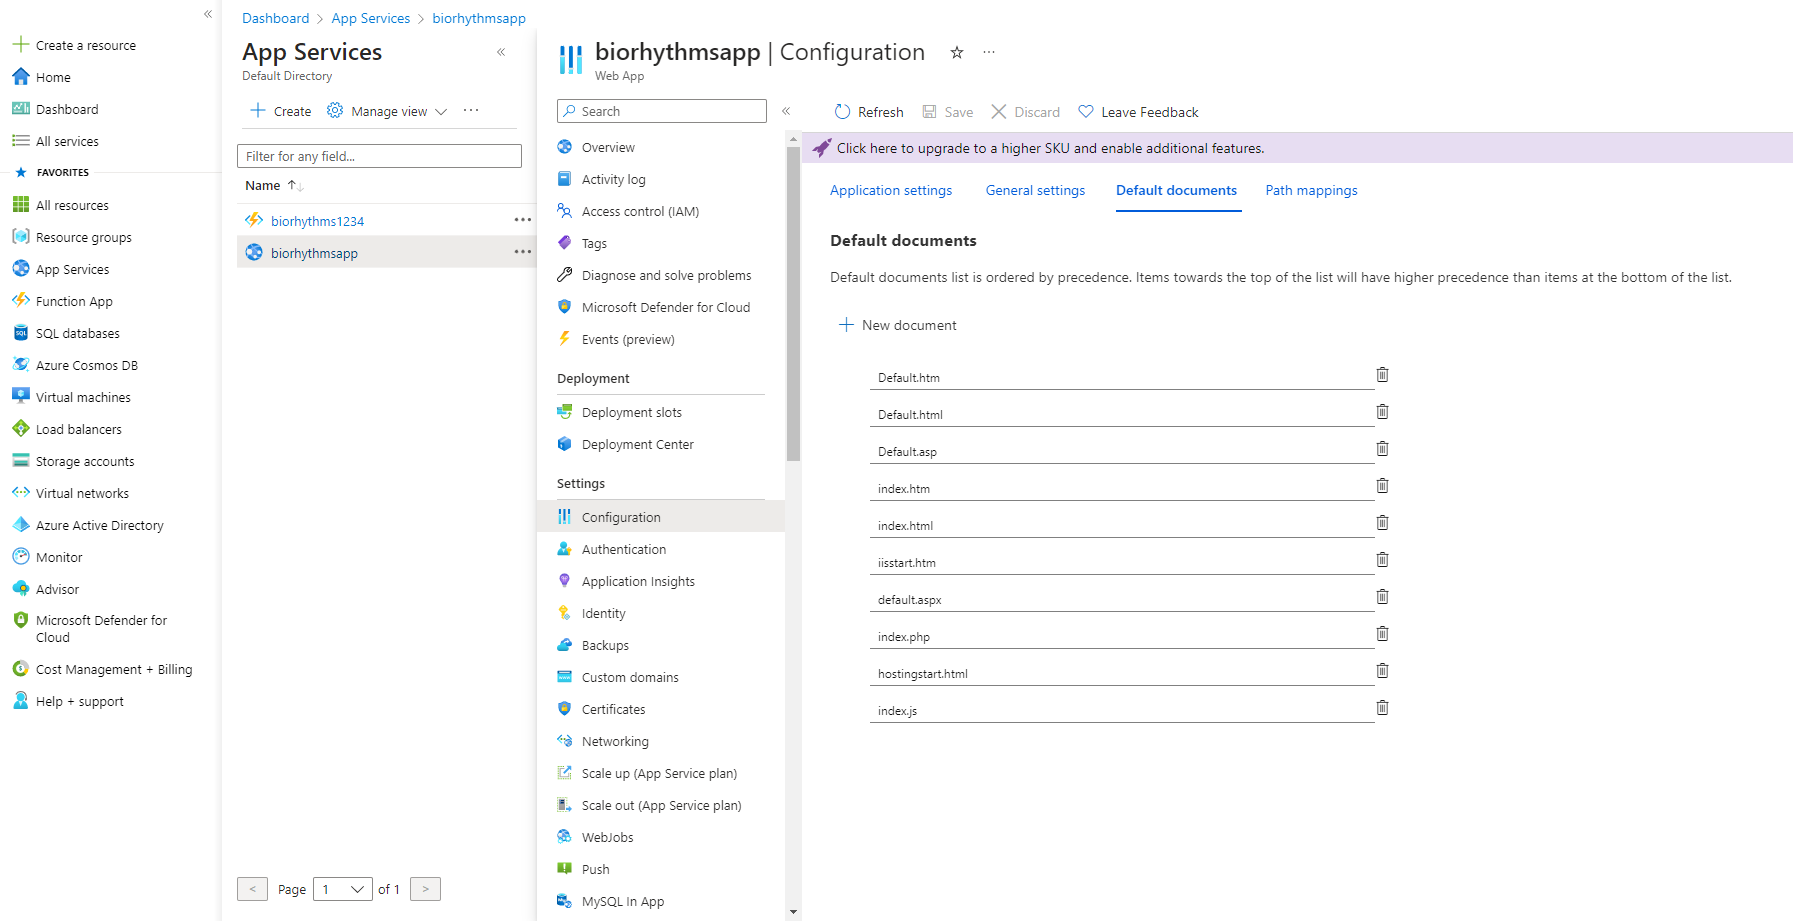 Create a resource
Home
Dashboard
All services
FAVORITES
All resources
Resource groups
App Services
Function App
SQL databases
Azure Cosmos DB
Virtual machines
Load balancers
Storage accounts
Virtual networks
Azure Active Directory
Monitor
Advisor
Microsoft Defender for
Cloud
Cost Management + Billing
Help + support
Dashboard > App Services > biorhythmsapp
App Services
Default Directory
Create Manage view
Filter for any field...
Name
biorhythms1234
biorhythmsapp
< Page 1 of 1 >
biorhythmsapp | Configuration
Web App
Search
Overview
Activity log
Access control (IAM)
Tags
Diagnose and solve problems
Microsoft Defender for Cloud
Events (preview)
Deployment
Deployment slots
Deployment Center
Settings
Configuration
Authentication
Application Insights
Identity
Backups
Custom domains
Certificates
Networking
Scale up (App Service plan)
Scale out (App Service plan)
WebJobs
Push
MySQL In App
Refresh Save Discard Leave Feedback
Click here to upgrade to a higher SKU and enable additional features.
Application settings General settings Default documents Path mappings
Default documents
Default documents list is ordered by precedence. Items towards the top of the list will have higher precedence than items at the bottom of the list.
New document
Default.htm
Default.html
Default.asp
index.htm
index.html
iisstart.htm
default.aspx
index.php
hostingstart.html
index.js